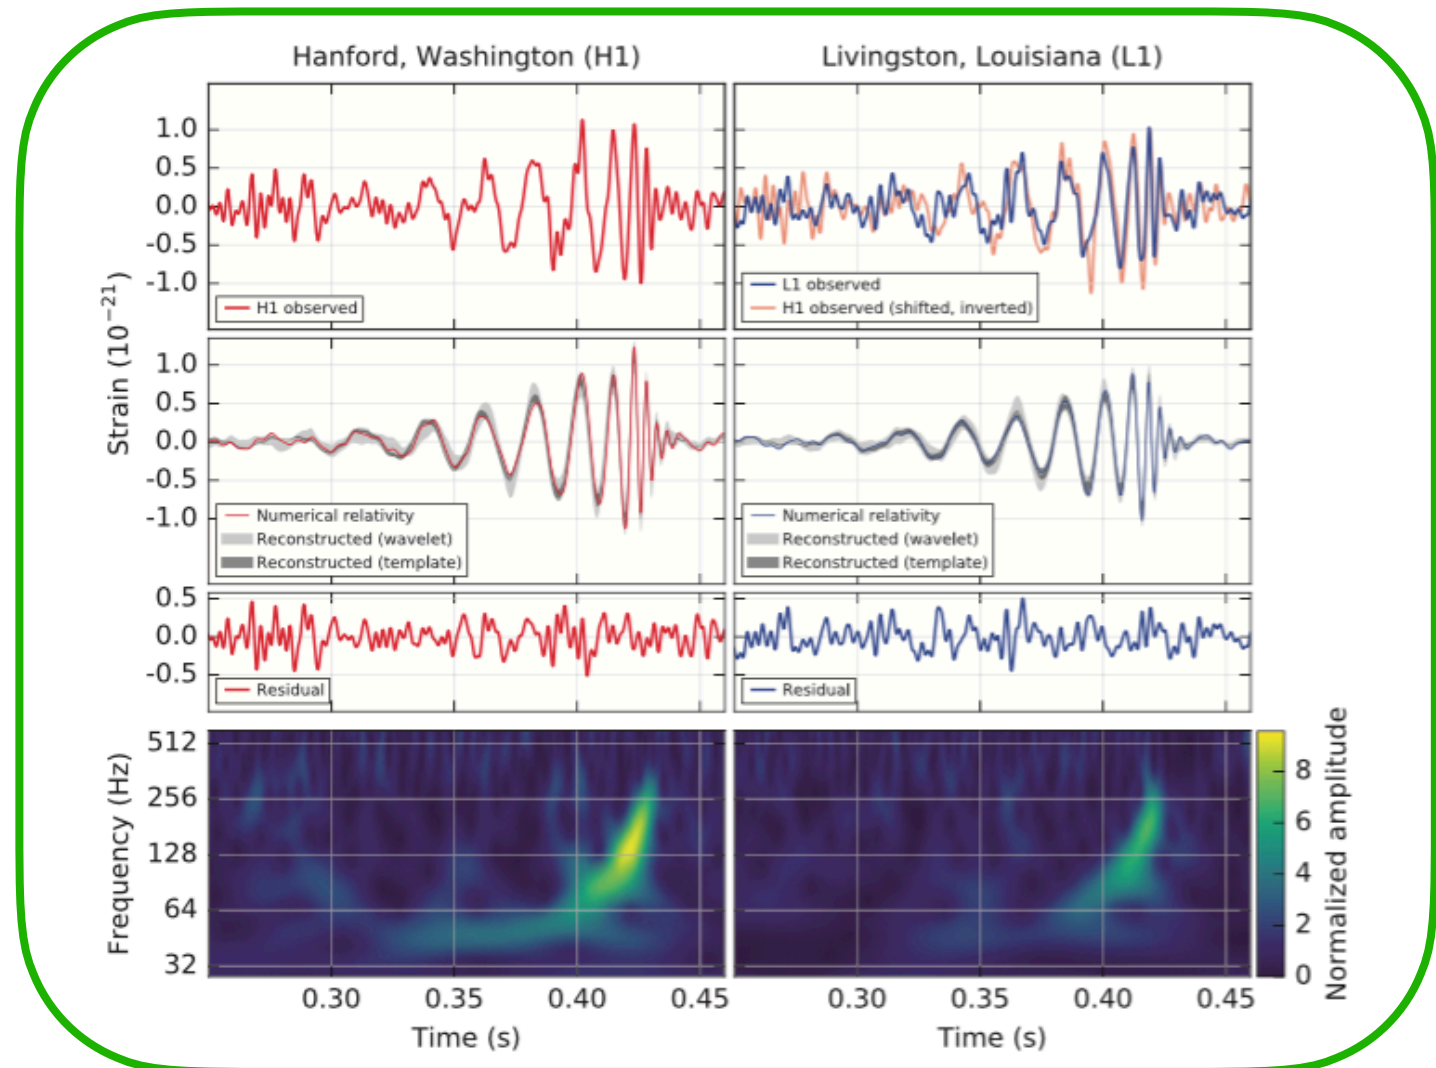 Hanford, Washington (H1)
Livingston, Louisiana (L1)
Strain (10⁻²¹)
1.0
0.5
0.0
-0.5
-1.0
H1 observed
L1 observed
H1 observed (shifted, inverted)
1.0
0.5
0.0
-0.5
-1.0
Numerical relativity
Reconstructed (wavelet)
Reconstructed (template)
Numerical relativity
Reconstructed (wavelet)
Reconstructed (template)
0.5
0.0
-0.5
Residual
Residual
Frequency (Hz)
512
256
128
64
32
Normalized amplitude
8
6
4
2
0
0.30 0.35 0.40 0.45
0.30 0.35 0.40 0.45
Time (s)
Time (s)